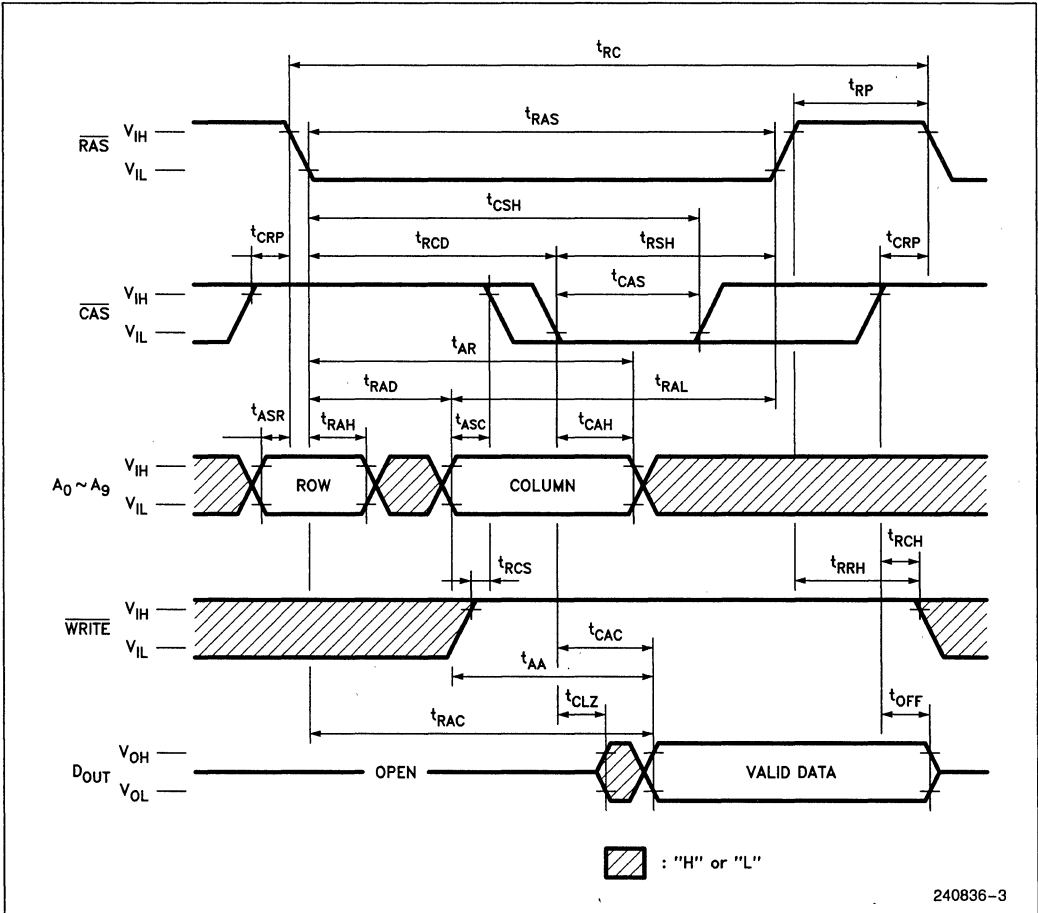 tRC
tRP
tRAS
RAS VIH
VIL
tCSH
tCRP tRCD tRSH tCRP
CAS VIH
tCAS
VIL
tAR
tRAD tRAL
tASR tRAH tASC tCAH
VIH
A0~A9 ROW COLUMN
VIL
tRCH
tRCS tRRH
VIH
WRITE
VIL
tCAC
tAA
tCLZ tOFF
tRAC
VOH
DOUT OPEN VALID DATA
VOL
: "H" or "L"
240836-3